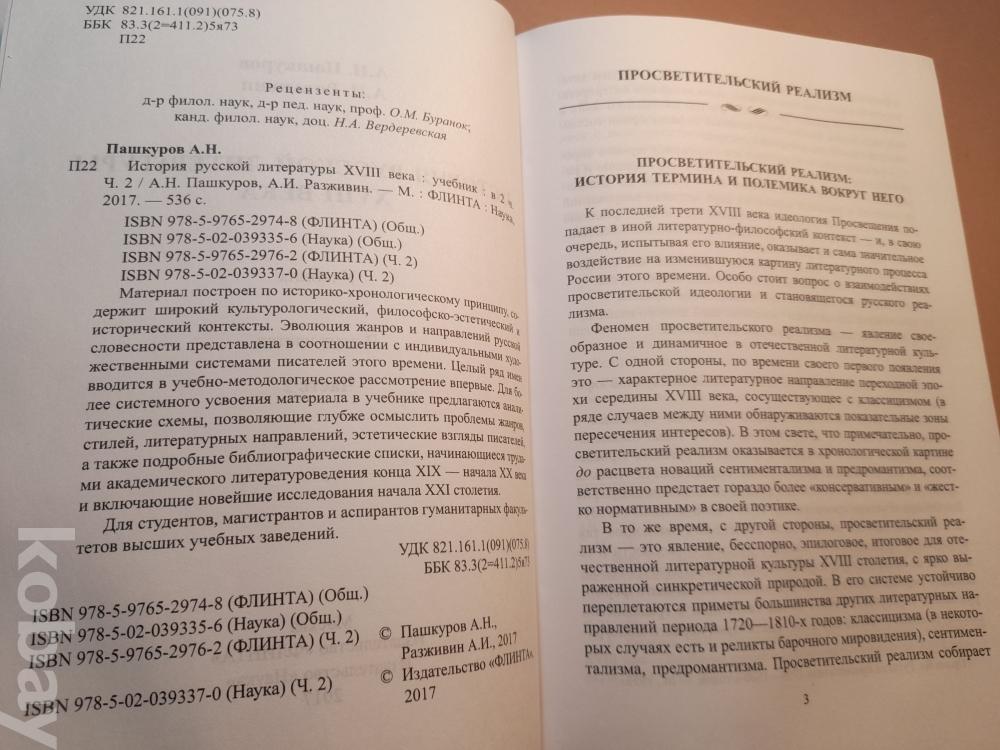 УДК 821.161.1(091)(075.8)
ББК 83.3(2=411.2)5я73
П22
Рецензенты:
д-р филол. наук, д-р пед. наук, проф. О.М. Буранок;
канд. филол. наук, доц. Н.А. Вердеревская
Пашкуров А.Н.
П22 История русской литературы XVIII века : учебник : в 2 ч.
Ч. 2 / А.Н. Пашкуров, А.И. Разживин. — М. : ФЛИНТА : Наука,
2017. — 536 с.
ISBN 978-5-9765-2974-8 (ФЛИНТА) (Общ.)
ISBN 978-5-02-039335-6 (Наука) (Общ.)
ISBN 978-5-9765-2976-2 (ФЛИНТА) (Ч. 2)
ISBN 978-5-02-039337-0 (Наука) (Ч. 2)
Материал построен по историко-хронологическому принципу, со-
держит широкий культурологический, философско-эстетический и
исторический контексты. Эволюция жанров и направлений русской
словесности представлена в соотношении с индивидуальными худо-
жественными системами писателей этого времени. Целый ряд имен
вводится в учебно-методологическое рассмотрение впервые. Для бо-
лее системного усвоения материала в учебнике предлагаются анали-
тические схемы, позволяющие глубже осмыслить проблемы жанров,
стилей, литературных направлений, эстетические взгляды писателей,
а также подробные библиографические списки, начинающиеся труда-
ми академического литературоведения конца XIX — начала XX века
и включающие новейшие исследования начала XXI столетия.
Для студентов, магистрантов и аспирантов гуманитарных факуль-
тетов высших учебных заведений.
УДК 821.161.1(091)(075.8)
ББК 83.3(2=411.2)5я73
ISBN 978-5-9765-2974-8 (ФЛИНТА) (Общ.)
ISBN 978-5-02-039335-6 (Наука) (Общ.)
ISBN 978-5-9765-2976-2 (ФЛИНТА) (Ч. 2)
ISBN 978-5-02-039337-0 (Наука) (Ч. 2)
© Пашкуров А.Н.,
Разживин А.И., 2017
© Издательство «ФЛИНТА»,
2017
ПРОСВЕТИТЕЛЬСКИЙ РЕАЛИЗМ
ПРОСВЕТИТЕЛЬСКИЙ РЕАЛИЗМ:
ИСТОРИЯ ТЕРМИНА И ПОЛЕМИКА ВОКРУГ НЕГО
К последней трети XVIII века идеология Просвещения по-
падает в иной литературно-философский контекст — и, в свою
очередь, испытывая его влияние, оказывает и сама значительное
воздействие на изменившуюся картину литературного процесса
России этого времени. Особо стоит вопрос о взаимодействиях
просветительской идеологии и становящегося русского реа-
лизма.
Феномен просветительского реализма — явление свое-
образное и динамичное в отечественной литературной куль-
туре. С одной стороны, по времени своего первого появления
это — характерное литературное направление переходной эпо-
хи середины XVIII века, сосуществующее с классицизмом (в
ряде случаев между ними обнаруживаются показательные зоны
пересечения интересов). В этом свете, что примечательно, про-
светительский реализм оказывается в хронологической картине
до расцвета новаций сентиментализма и предромантизма, соот-
ветственно предстает гораздо более «консервативным» и «жест-
ко нормативным» в своей поэтике.
В то же время, с другой стороны, просветительский реа-
лизм — это явление, бесспорно, эпилоговое, итоговое для оте-
чественной литературной культуры XVIII столетия, с ярко вы-
раженной синкретической природой. В его системе устойчиво
переплетаются приметы большинства других литературных на-
правлений периода 1720—1810-х годов: классицизма (в некото-
рых случаях есть и реликты барочного мировидения), сентимен-
тализма, предромантизма. Просветительский реализм собирает
3
kobay